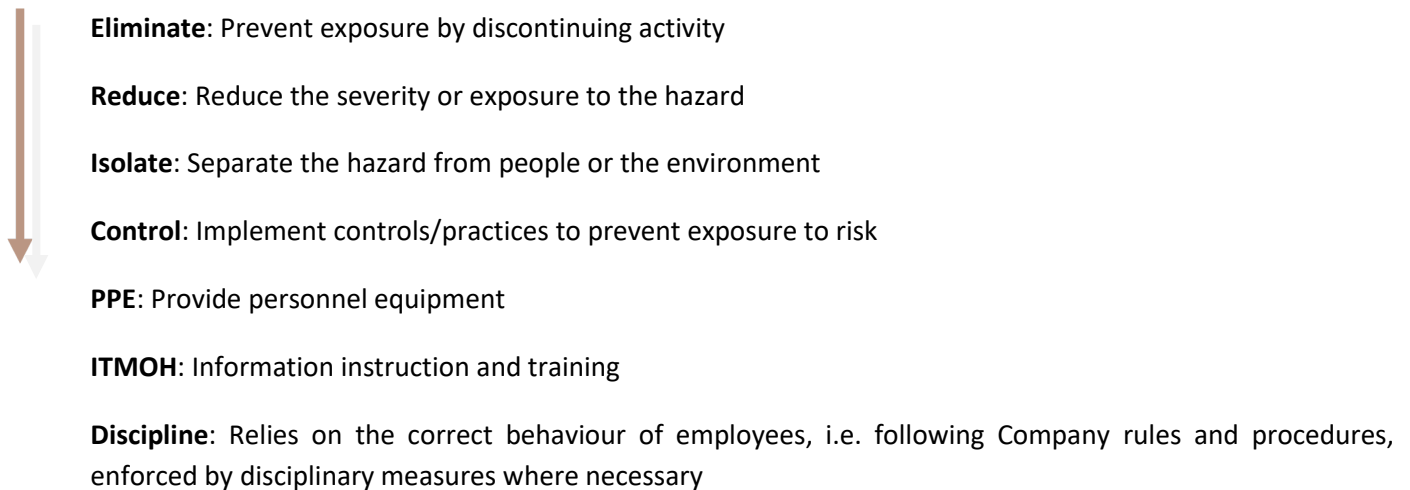 Eliminate: Prevent exposure by discontinuing activity
Reduce: Reduce the severity or exposure to the hazard
Isolate: Separate the hazard from people or the environment
Control: Implement controls/practices to prevent exposure to risk
PPE: Provide personnel equipment
ITMOH: Information instruction and training
Discipline: Relies on the correct behaviour of employees, i.e. following Company rules and procedures,
enforced by disciplinary measures where necessary